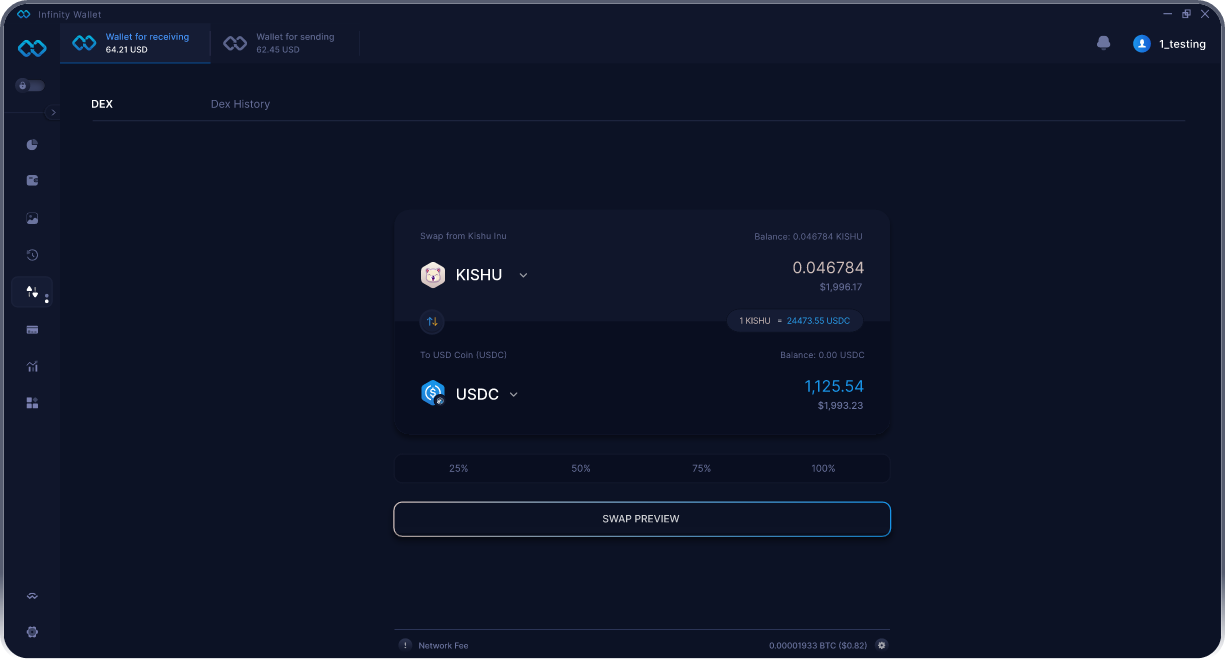 Infinity Wallet
Wallet for receiving
64.21 USD
Wallet for sending
62.45 USD
1_testing
DEX
Dex History
Swap from Kishu Inu
Balance: 0.046784 KISHU
KISHU
0.046784
$1,996.17
1 KISHU = 24473.55 USDC
To USD Coin (USDC)
Balance: 0.00 USDC
USDC
1,125.54
$1,993.23
25% 50% 75% 100%
SWAP PREVIEW
! Network Fee
0.00001933 BTC ($0.82)